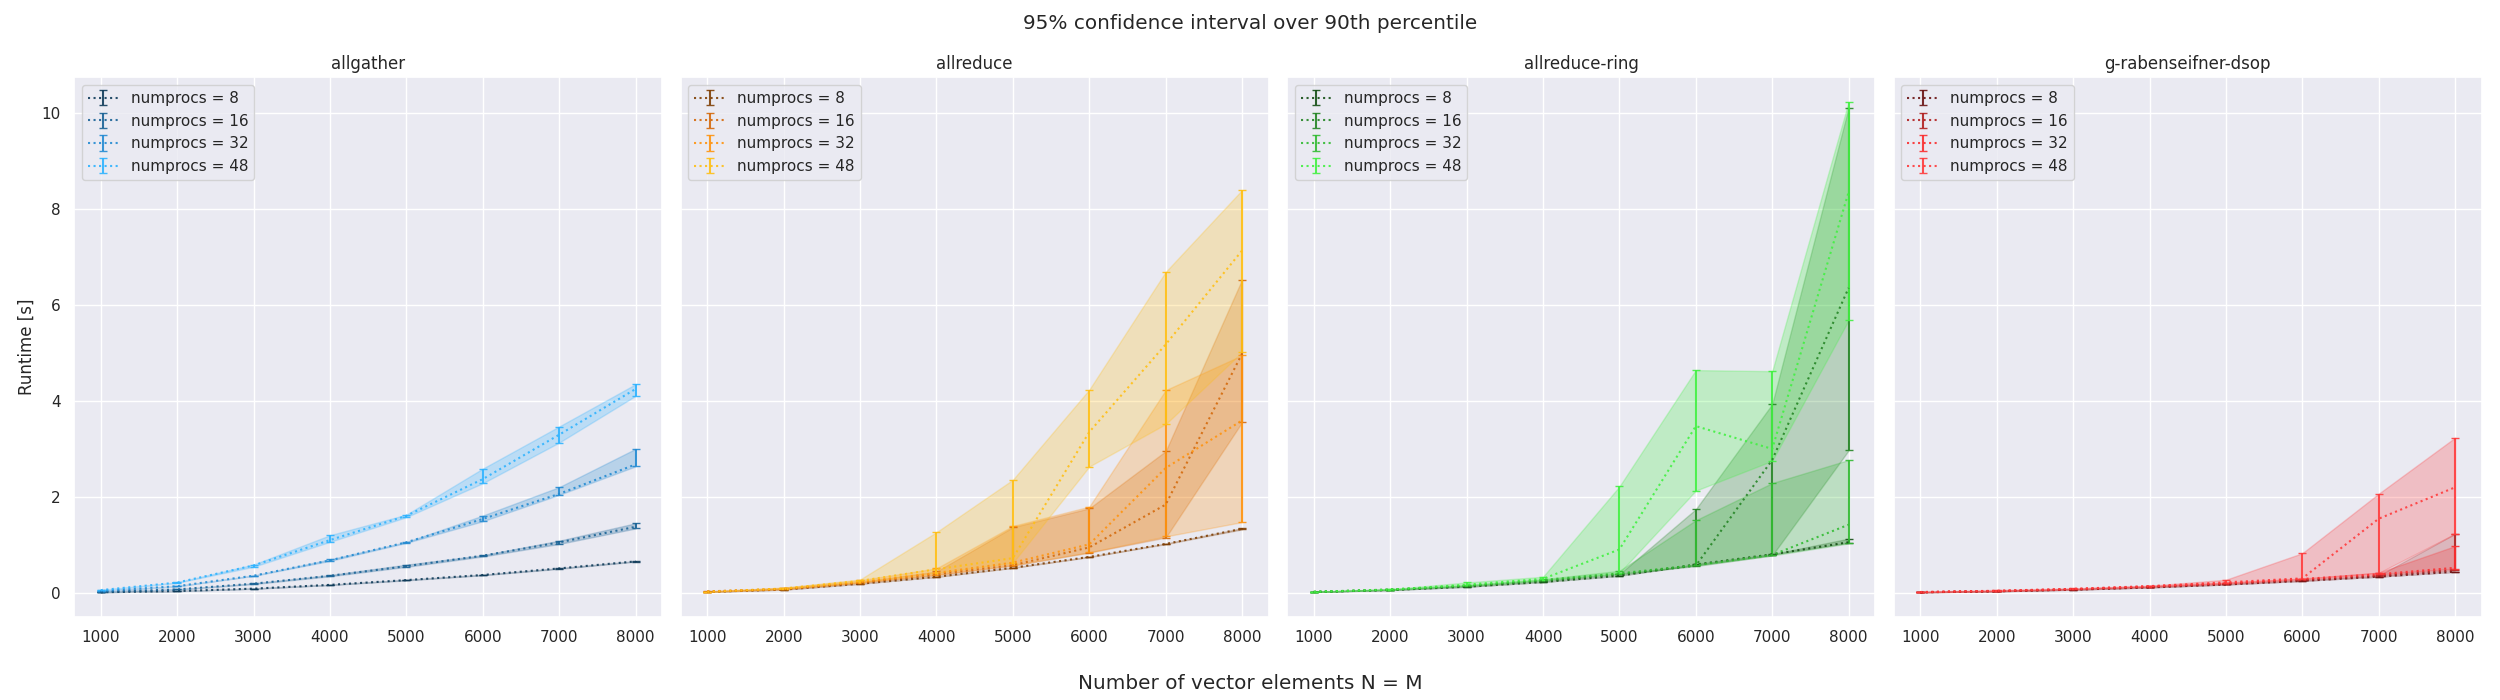 95% confidence interval over 90th percentile
allgather
numprocs = 8
numprocs = 16
numprocs = 32
numprocs = 48
allreduce
numprocs = 8
numprocs = 16
numprocs = 32
numprocs = 48
allreduce-ring
numprocs = 8
numprocs = 16
numprocs = 32
numprocs = 48
g-rabenseifner-dsop
numprocs = 8
numprocs = 16
numprocs = 32
numprocs = 48
Runtime [s]
10
8
6
4
2
0
1000 2000 3000 4000 5000 6000 7000 8000
1000 2000 3000 4000 5000 6000 7000 8000
1000 2000 3000 4000 5000 6000 7000 8000
1000 2000 3000 4000 5000 6000 7000 8000
Number of vector elements N = M